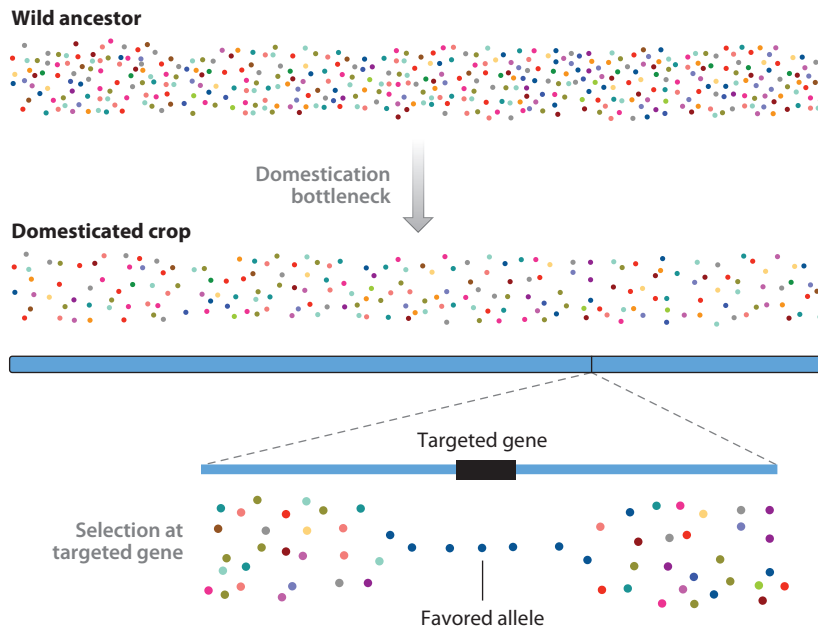 Wild ancestor
Domestication
bottleneck
Domesticated crop
Targeted gene
Selection at
targeted gene
Favored allele